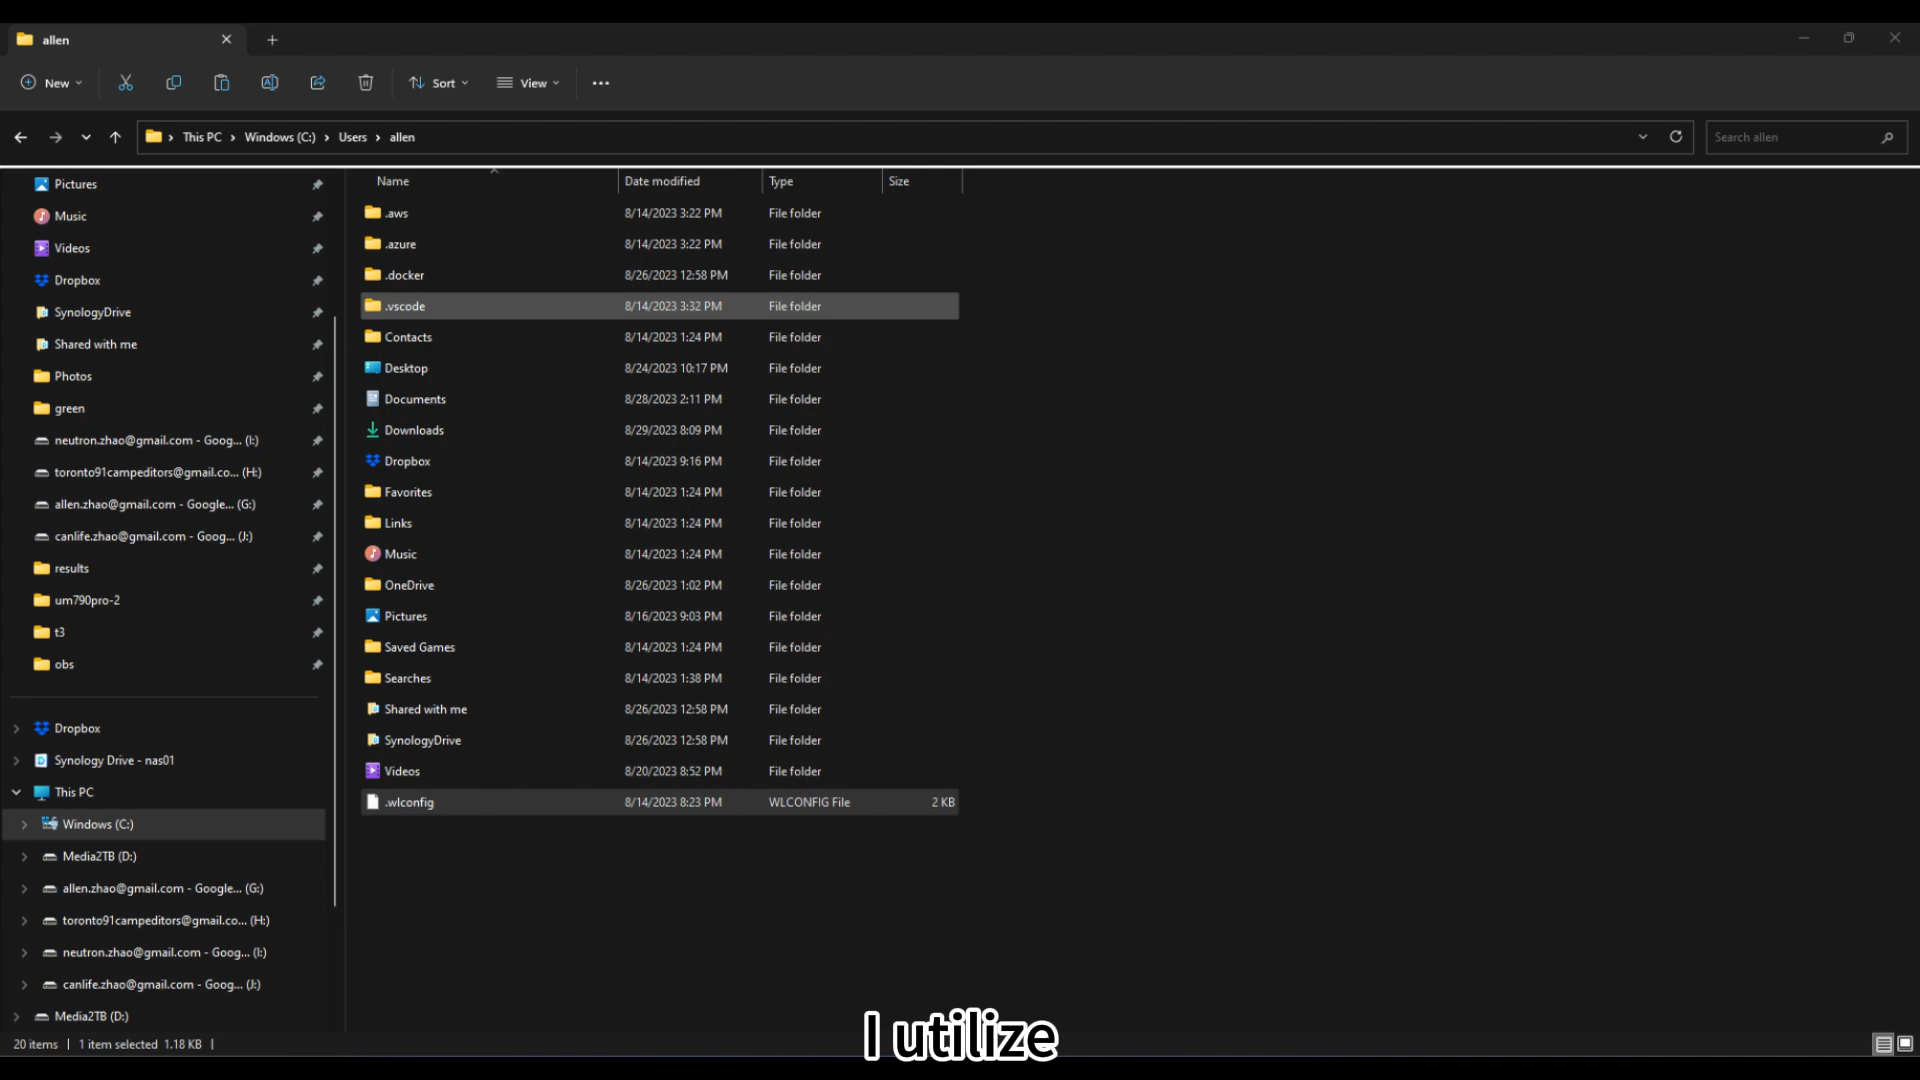 allen
New
Sort
View
This PC > Windows (C:) > Users > allen
Search allen
Pictures
Music
Videos
Dropbox
SynologyDrive
Shared with me
Photos
green
neutron.zhao@gmail.com - Goog... (I:)
toronto91campeditors@gmail.co... (H:)
allen.zhao@gmail.com - Google... (G:)
canlife.zhao@gmail.com - Goog... (J:)
results
um790pro-2
t3
obs
Dropbox
Synology Drive - nas01
This PC
Windows (C:)
Media2TB (D:)
allen.zhao@gmail.com - Google... (G:)
toronto91campeditors@gmail.co... (H:)
neutron.zhao@gmail.com - Goog... (I:)
canlife.zhao@gmail.com - Goog... (J:)
Media2TB (D:)
Name Date modified Type Size
.aws 8/14/2023 3:22 PM File folder
.azure 8/14/2023 3:22 PM File folder
.docker 8/26/2023 12:58 PM File folder
.vscode 8/14/2023 3:32 PM File folder
Contacts 8/14/2023 1:24 PM File folder
Desktop 8/24/2023 10:17 PM File folder
Documents 8/28/2023 2:11 PM File folder
Downloads 8/29/2023 8:09 PM File folder
Dropbox 8/14/2023 9:16 PM File folder
Favorites 8/14/2023 1:24 PM File folder
Links 8/14/2023 1:24 PM File folder
Music 8/14/2023 1:24 PM File folder
OneDrive 8/26/2023 1:02 PM File folder
Pictures 8/16/2023 9:03 PM File folder
Saved Games 8/14/2023 1:24 PM File folder
Searches 8/14/2023 1:38 PM File folder
Shared with me 8/26/2023 12:58 PM File folder
SynologyDrive 8/26/2023 12:58 PM File folder
Videos 8/20/2023 8:52 PM File folder
.wlconfig 8/14/2023 8:23 PM WLCONFIG File 2 KB
I utilize
20 items | 1 item selected 1.18 KB |